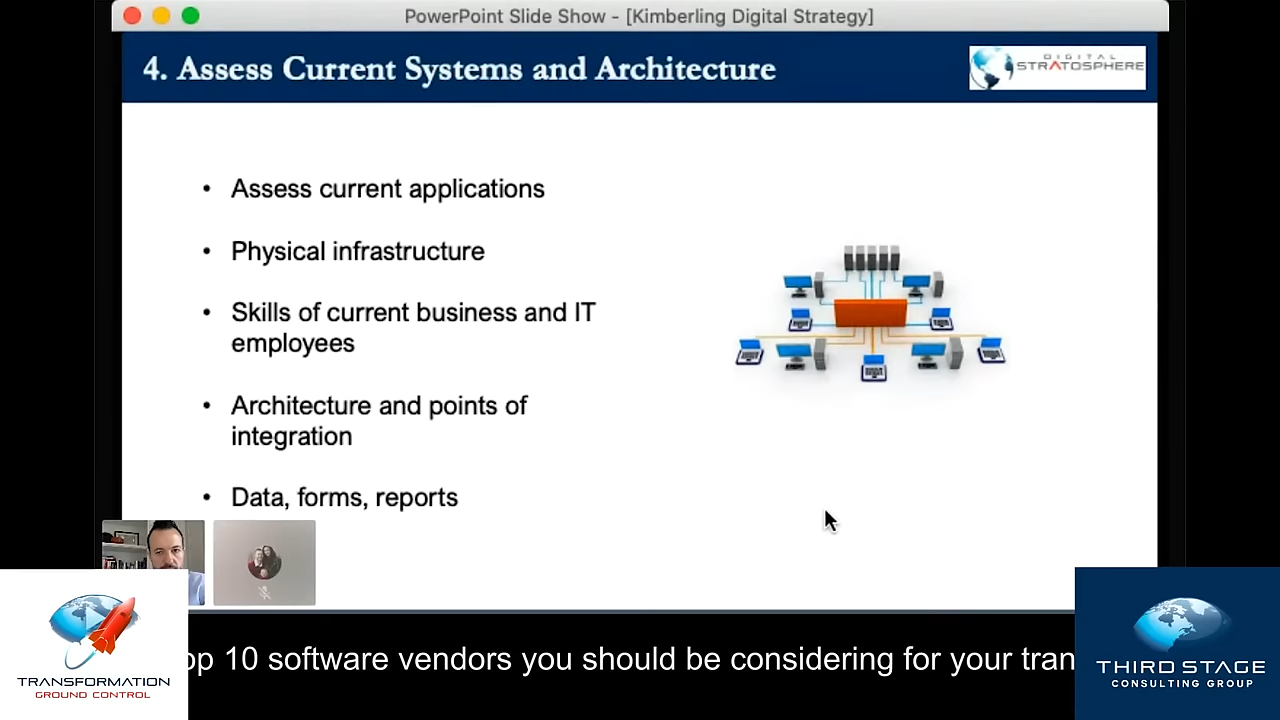 PowerPoint Slide Show - [Kimberling Digital Strategy]
4. Assess Current Systems and Architecture
DIGITAL
STRATOSPHERE
• Assess current applications
• Physical infrastructure
• Skills of current business and IT
employees
• Architecture and points of
integration
• Data, forms, reports
op 10 software vendors you should be considering for your tran
TRANSFORMATION
GROUND CONTROL
THIRD STAGE
CONSULTING GROUP